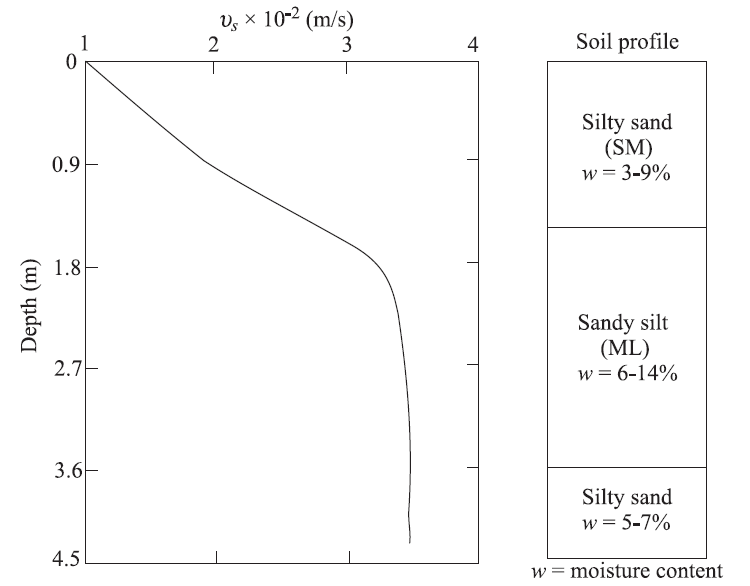 υₛ × 10⁻² (m/s)
1 2 3 4
0
0.9
1.8
2.7
3.6
4.5
Depth (m)
Soil profile
Silty sand
(SM)
w = 3-9%
Sandy silt
(ML)
w = 6-14%
Silty sand
w = 5-7%
w = moisture content